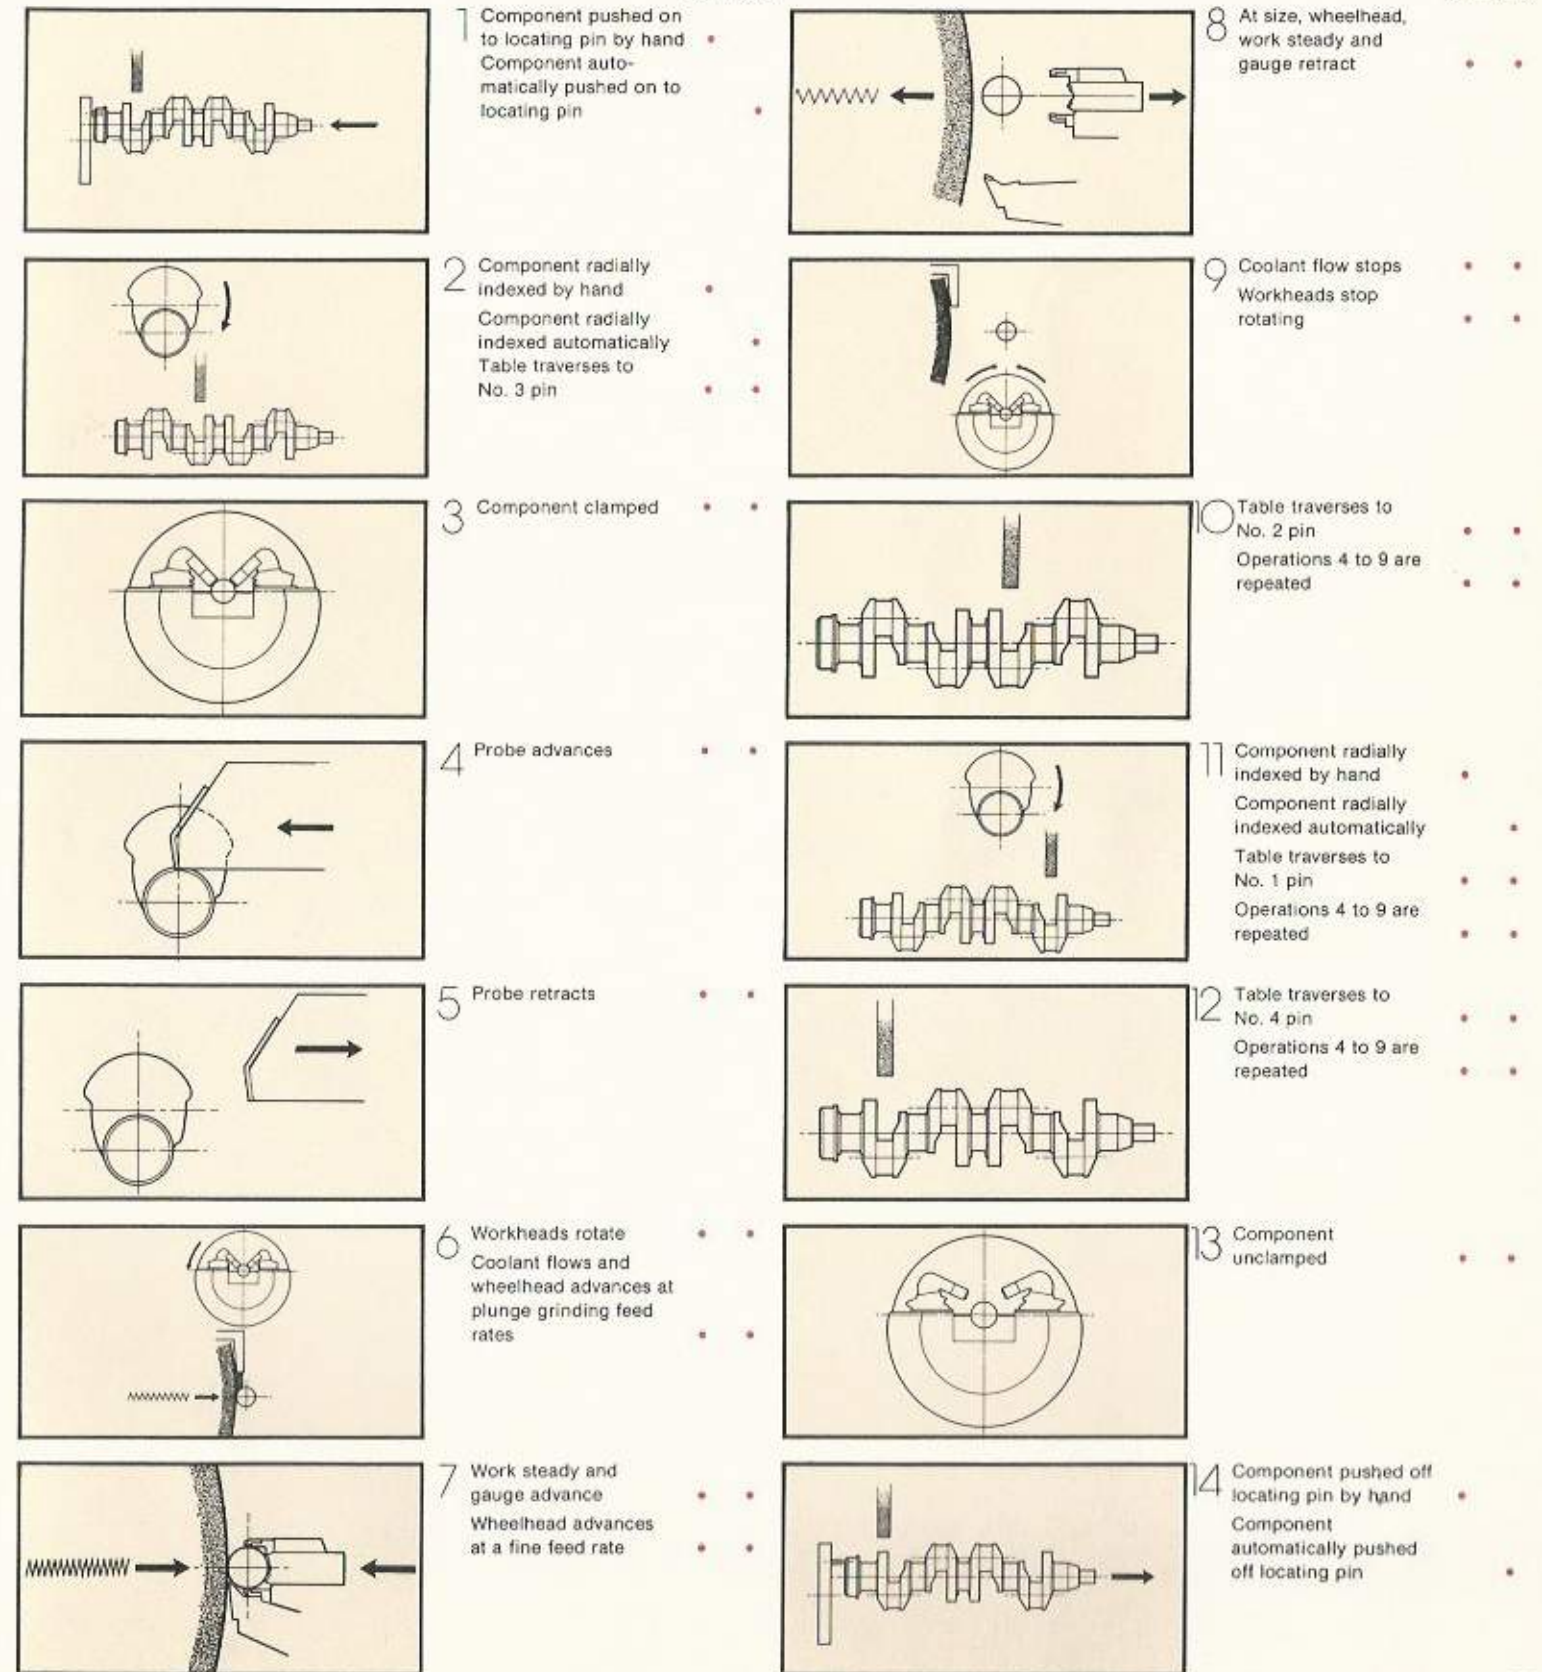 1 Component pushed on
to locating pin by hand
Component auto-
matically pushed on to
locating pin
2 Component radially
indexed by hand
Component radially
indexed automatically
Table traverses to
No. 3 pin
3 Component clamped
4 Probe advances
5 Probe retracts
6 Workheads rotate
Coolant flows and
wheelhead advances at
plunge grinding feed
rates
7 Work steady and
gauge advance
Wheelhead advances
at a fine feed rate
8 At size, wheelhead,
work steady and
gauge retract
9 Coolant flow stops
Workheads stop
rotating
10 Table traverses to
No. 2 pin
Operations 4 to 9 are
repeated
11 Component radially
indexed by hand
Component radially
indexed automatically
Table traverses to
No. 1 pin
Operations 4 to 9 are
repeated
12 Table traverses to
No. 4 pin
Operations 4 to 9 are
repeated
13 Component
unclamped
14 Component pushed off
locating pin by hand
Component
automatically pushed
off locating pin